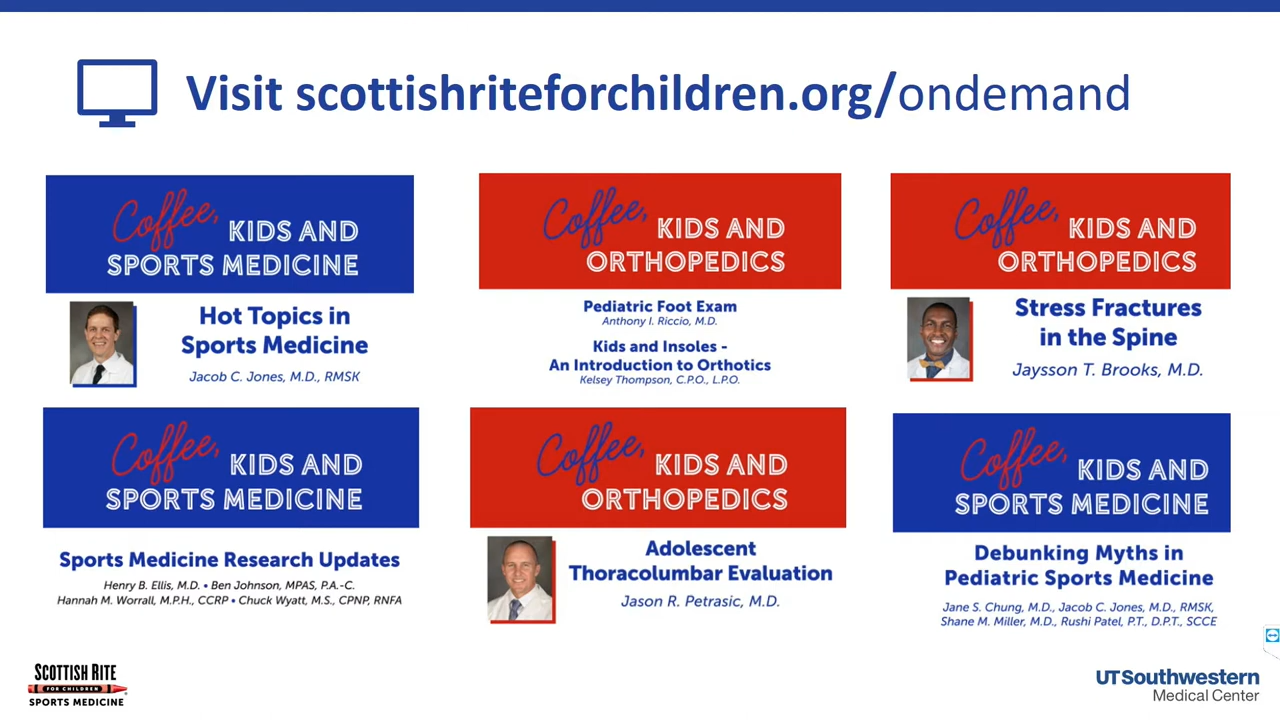 Visit scottishriteforchildren.org/ondemand
Coffee, KIDS AND
SPORTS MEDICINE
Hot Topics in
Sports Medicine
Jacob C. Jones, M.D., RMSK
Coffee, KIDS AND
ORTHOPEDICS
Pediatric Foot Exam
Anthony I. Riccio, M.D.
Kids and Insoles -
An Introduction to Orthotics
Kelsey Thompson, C.P.O., L.P.O.
Coffee, KIDS AND
ORTHOPEDICS
Stress Fractures
in the Spine
Jaysson T. Brooks, M.D.
Coffee, KIDS AND
SPORTS MEDICINE
Sports Medicine Research Updates
Henry B. Ellis, M.D. • Ben Johnson, MPAS, P.A.-C.
Hannah M. Worrall, M.P.H., CCRP • Chuck Wyatt, M.S., CPNP, RNFA
Coffee, KIDS AND
ORTHOPEDICS
Adolescent
Thoracolumbar Evaluation
Jason R. Petrasic, M.D.
Coffee, KIDS AND
SPORTS MEDICINE
Debunking Myths in
Pediatric Sports Medicine
Jane S. Chung, M.D., Jacob C. Jones, M.D., RMSK,
Shane M. Miller, M.D., Rushi Patel, P.T., D.P.T., SCCE
SCOTTISH RITE
FOR CHILDREN
SPORTS MEDICINE
UTSouthwestern
Medical Center